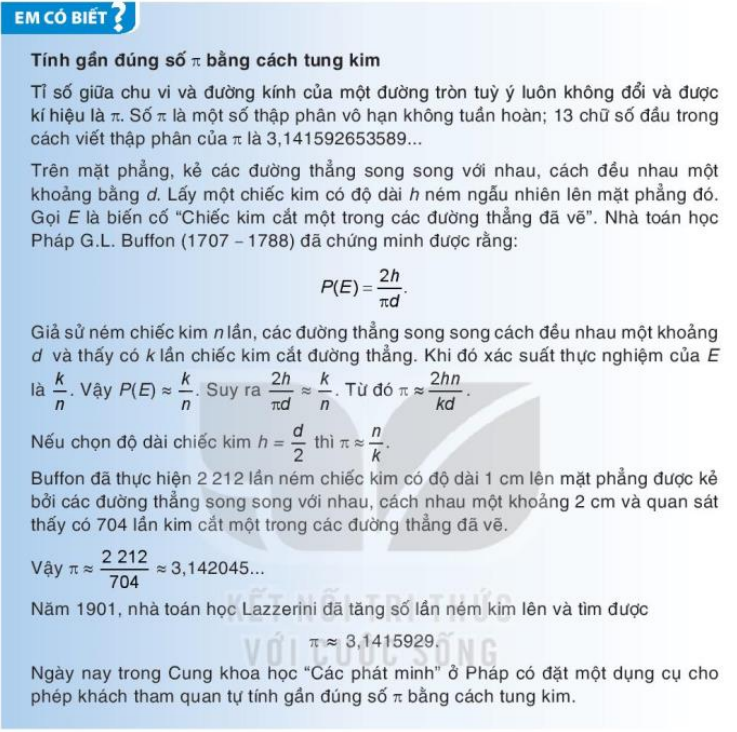 EM CÓ BIẾT ?
Tính gần đúng số π bằng cách tung kim
Tỉ số giữa chu vi và đường kính của một đường tròn tuỳ ý luôn không đổi và được
kí hiệu là π. Số π là một số thập phân vô hạn không tuần hoàn; 13 chữ số đầu trong
cách viết thập phân của π là 3,141592653589...
Trên mặt phẳng, kẻ các đường thẳng song song với nhau, cách đều nhau một
khoảng bằng d. Lấy một chiếc kim có độ dài h ném ngẫu nhiên lên mặt phẳng đó.
Gọi E là biến cố “Chiếc kim cắt một trong các đường thẳng đã vẽ”. Nhà toán học
Pháp G.L. Buffon (1707 – 1788) đã chứng minh được rằng:
P(E) = 2h/πd.
Giả sử ném chiếc kim n lần, các đường thẳng song song cách đều nhau một khoảng
d và thấy có k lần chiếc kim cắt đường thẳng. Khi đó xác suất thực nghiệm của E
là k/n. Vậy P(E) ≈ k/n. Suy ra 2h/πd ≈ k/n. Từ đó π ≈ 2hn/kd.
Nếu chọn độ dài chiếc kim h = d/2 thì π ≈ n/k.
Buffon đã thực hiện 2 212 lần ném chiếc kim có độ dài 1 cm lên mặt phẳng được kẻ
bởi các đường thẳng song song với nhau, cách nhau một khoảng 2 cm và quan sát
thấy có 704 lần kim cắt một trong các đường thẳng đã vẽ.
Vậy π ≈ 2 212/704 ≈ 3,142045...
Năm 1901, nhà toán học Lazzerini đã tăng số lần ném kim lên và tìm được
π ≈ 3,1415929.
Ngày nay trong Cung khoa học “Các phát minh” ở Pháp có đặt một dụng cụ cho
phép khách tham quan tự tính gần đúng số π bằng cách tung kim.
KẾT NỐI TRI THỨC
VỚI CUỘC SỐNG